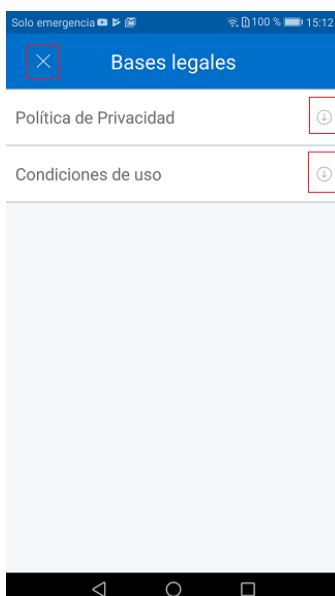 Solo emergencia 100 % 15:12
Bases legales
Política de Privacidad
Condiciones de uso